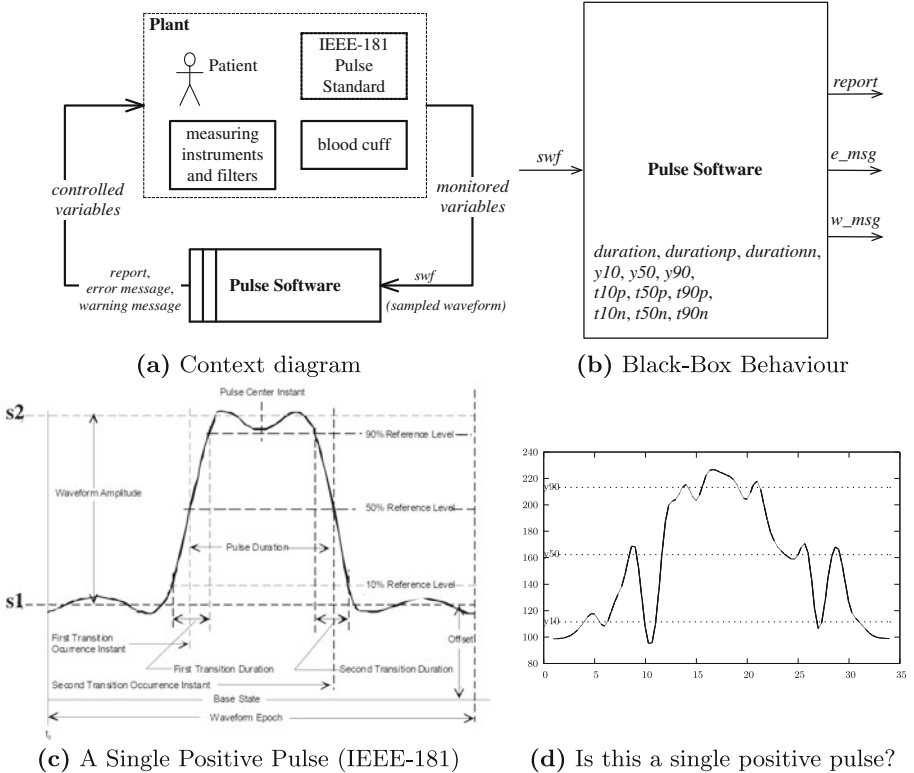 Plant
Patient
IEEE-181
Pulse
Standard
measuring
instruments
and filters
blood cuff
controlled
variables
monitored
variables
report,
error message,
warning message
Pulse Software
swf
(sampled waveform)
(a) Context diagram
swf
Pulse Software
report
e_msg
w_msg
duration, durationp, durationn,
y10, y50, y90,
t10p, t50p, t90p,
t10n, t50n, t90n
(b) Black-Box Behaviour
Pulse Center Instant
s2
90% Reference Level
Waveform Amplitude
50% Reference Level
Pulse Duration
10% Reference Level
s1
First Transition
Ocurrence Instant
Offset
First Transition Duration
Second Transition Duration
Second Transition Occurrence Instant
Base State
Waveform Epoch
t0
(c) A Single Positive Pulse (IEEE-181)
240
220
y90
200
180
160
y50
140
120
y10
100
80
0
5
10
15
20
25
30
35
(d) Is this a single positive pulse?